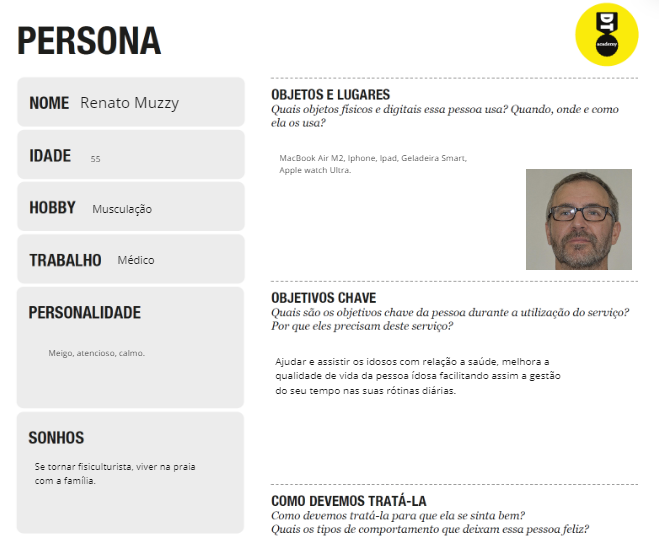 PERSONA
DT
academy
NOME Renato Muzzy
IDADE 55
HOBBY Musculação
TRABALHO Médico
PERSONALIDADE
Meigo, atencioso, calmo.
SONHOS
Se tornar fisiculturista, viver na praia
com a família.
OBJETOS E LUGARES
Quais objetos físicos e digitais essa pessoa usa? Quando, onde e como
ela os usa?
MacBook Air M2, Iphone, Ipad, Geladeira Smart,
Apple watch Ultra.
OBJETIVOS CHAVE
Quais são os objetivos chave da pessoa durante a utilização do serviço?
Por que eles precisam deste serviço?
Ajudar e assistir os idosos com relação a saúde, melhora a
qualidade de vida da pessoa ídosa facilitando assim a gestão
do seu tempo nas suas rótinas diárias.
COMO DEVEMOS TRATÁ-LA
Como devemos tratá-la para que ela se sinta bem?
Quais os tipos de comportamento que deixam essa pessoa feliz?